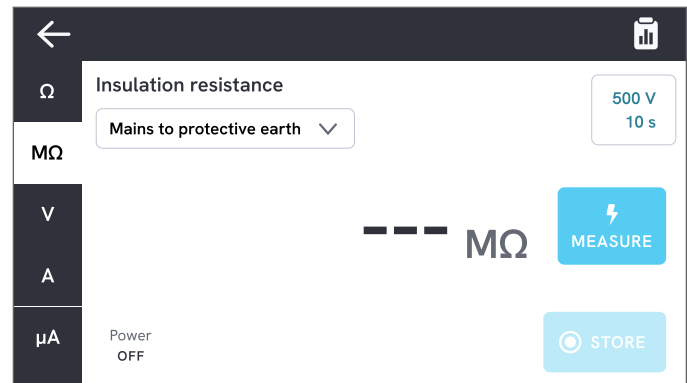 Ω
MΩ
V
A
µA
Insulation resistance
Mains to protective earth
500 V
10 s
--- MΩ
MEASURE
Power
OFF
STORE